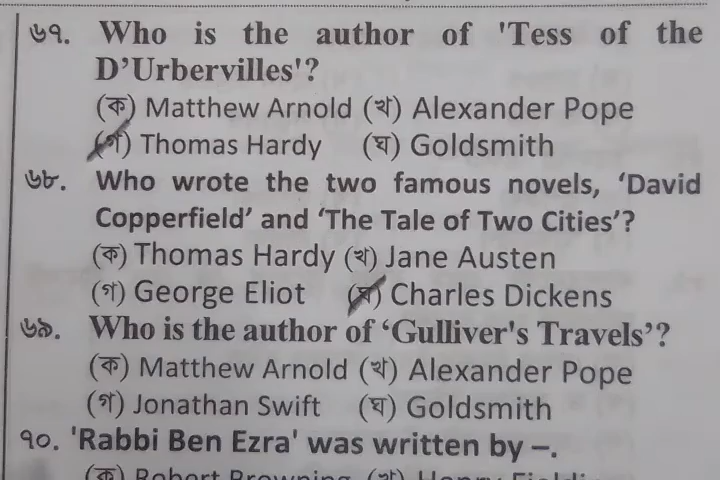 ৬৭. Who is the author of 'Tess of the
D’Urbervilles'?
(ক) Matthew Arnold (খ) Alexander Pope
(গ) Thomas Hardy (ঘ) Goldsmith
৬৮. Who wrote the two famous novels, ‘David
Copperfield’ and ‘The Tale of Two Cities’?
(ক) Thomas Hardy (খ) Jane Austen
(গ) George Eliot (ঘ) Charles Dickens
৬৯. Who is the author of ‘Gulliver's Travels’?
(ক) Matthew Arnold (খ) Alexander Pope
(গ) Jonathan Swift (ঘ) Goldsmith
৭০. 'Rabbi Ben Ezra' was written by –.
(ক) Robert Browning (খ) Henry